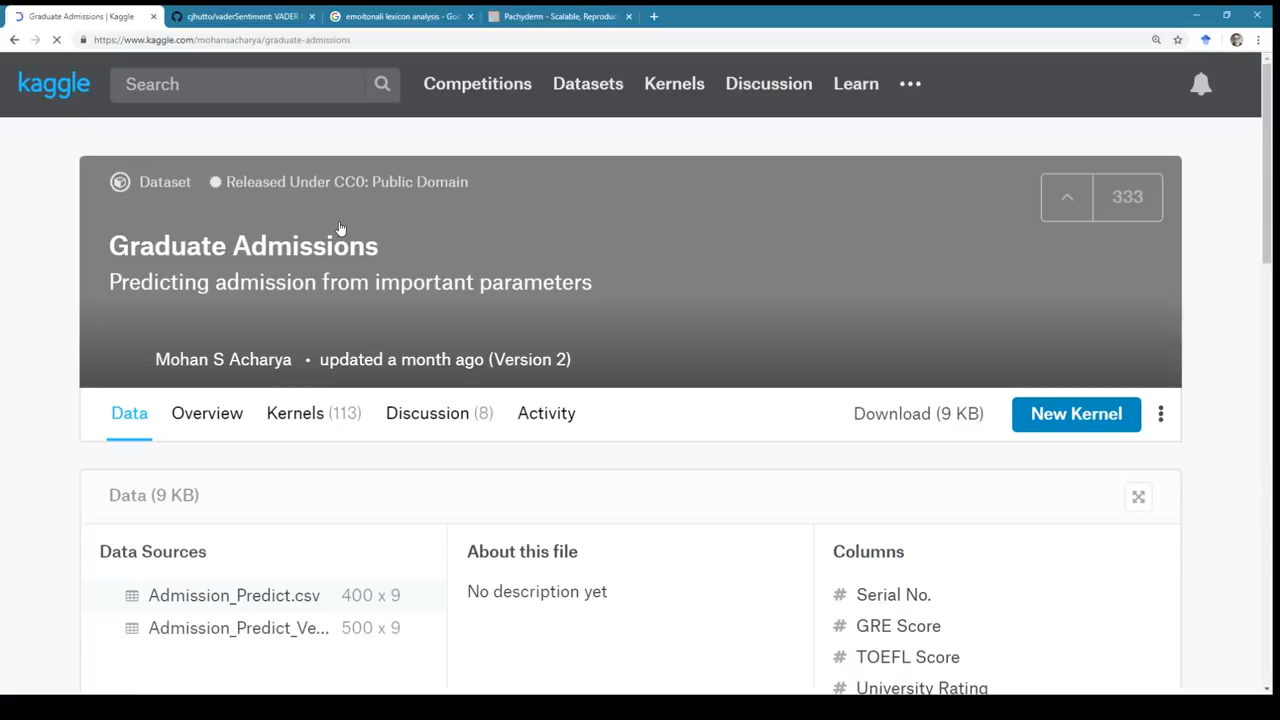 Graduate Admissions | Kaggle
cjhutto/vaderSentiment: VADER
emoitonali lexicon analysis - Goo
Pachyderm - Scalable, Reproduc
https://www.kaggle.com/mohansacharya/graduate-admissions
kaggle
Search
Competitions
Datasets
Kernels
Discussion
Learn
Dataset
Released Under CC0: Public Domain
333
Graduate Admissions
Predicting admission from important parameters
Mohan S Acharya • updated a month ago (Version 2)
Data
Overview
Kernels (113)
Discussion (8)
Activity
Download (9 KB)
New Kernel
Data (9 KB)
Data Sources
About this file
Columns
Admission_Predict.csv 400 x 9
No description yet
# Serial No.
Admission_Predict_Ve... 500 x 9
# GRE Score
# TOEFL Score
# University Rating